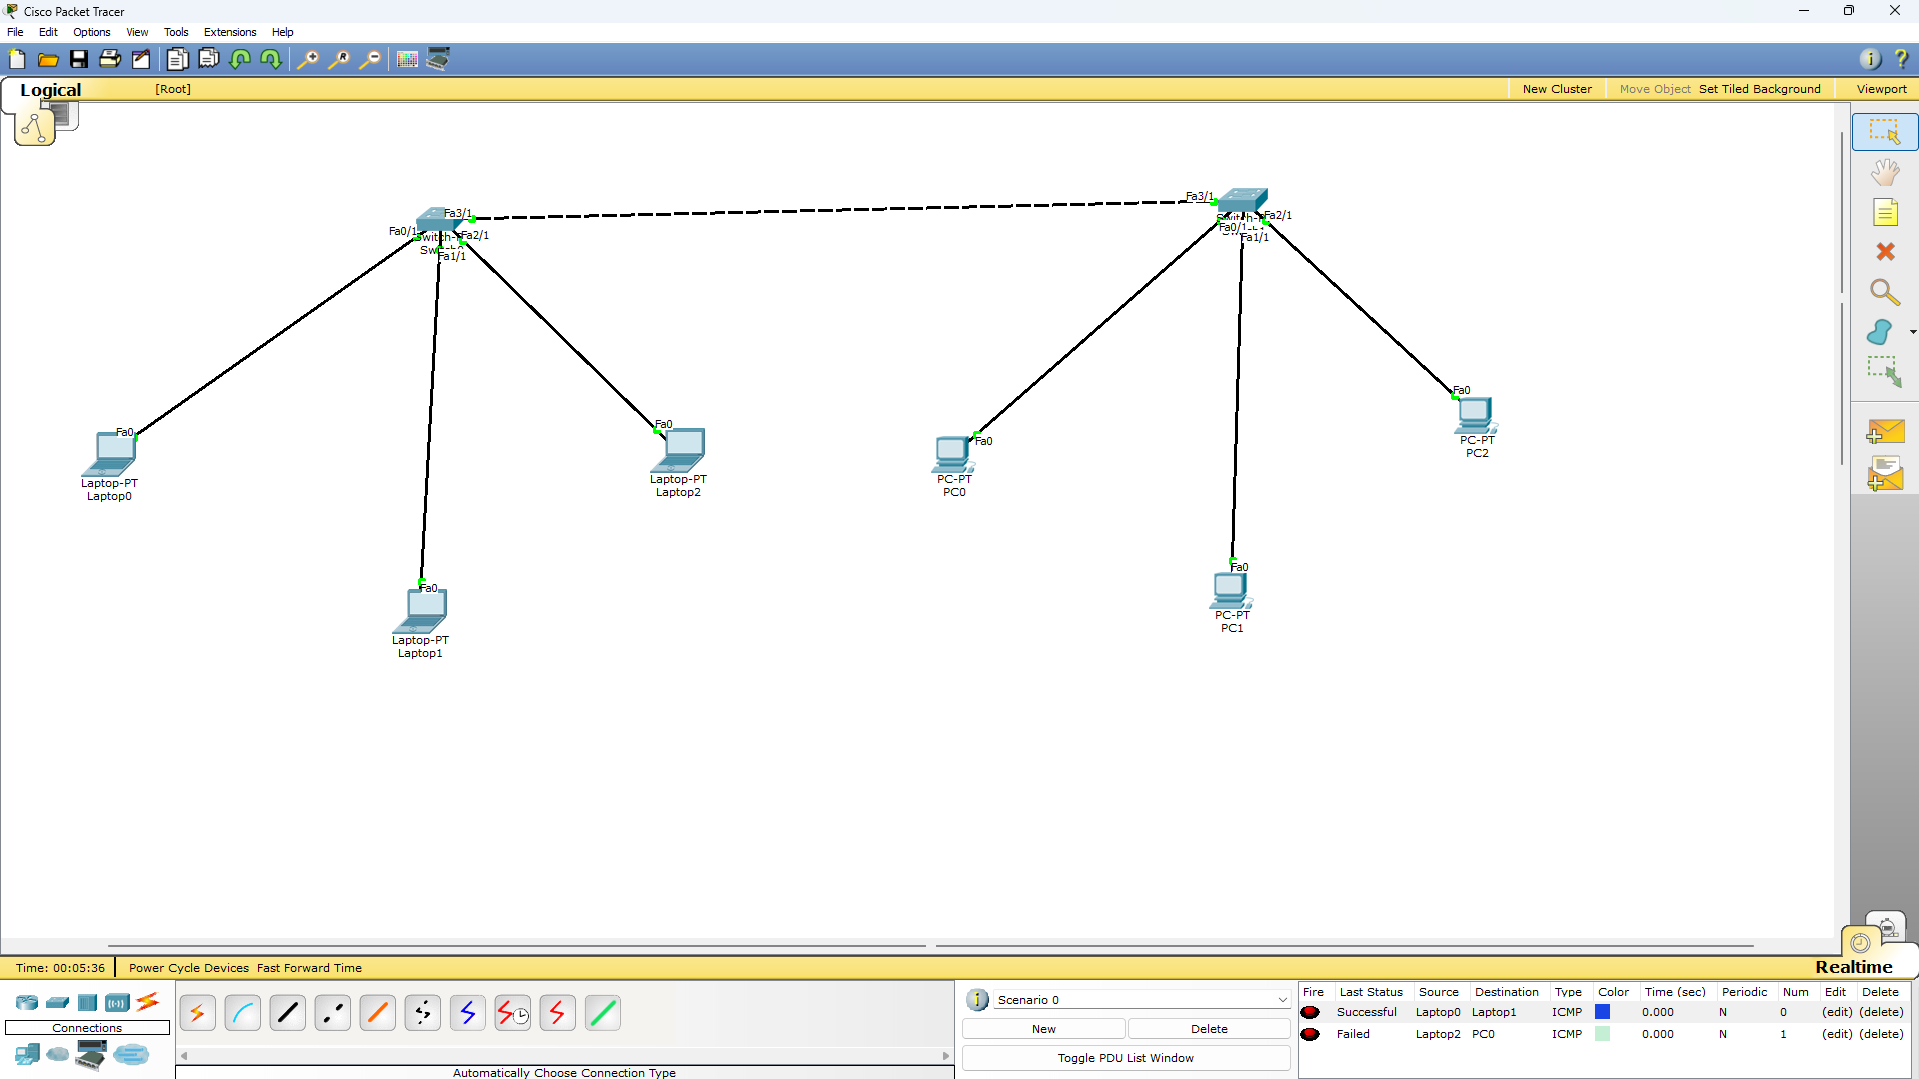 Cisco Packet Tracer
File Edit Options View Tools Extensions Help
Logical [Root] New Cluster Move Object Set Tiled Background Viewport
Fa3/1
Fa0/1
Fa2/1
Fa1/1
Fa3/1
Fa2/1
Fa0/1
Fa1/1
Fa0
Laptop-PT
Laptop0
Fa0
Laptop-PT
Laptop1
Fa0
Laptop-PT
Laptop2
Fa0
PC-PT
PC0
Fa0
PC-PT
PC1
Fa0
PC-PT
PC2
Time: 00:05:36 Power Cycle Devices Fast Forward Time
Realtime
Connections
Automatically Choose Connection Type
Scenario 0
New Delete
Toggle PDU List Window
Fire Last Status Source Destination Type Color Time (sec) Periodic Num Edit Delete
Successful Laptop0 Laptop1 ICMP 0.000 N 0 (edit) (delete)
Failed Laptop2 PC0 ICMP 0.000 N 1 (edit) (delete)